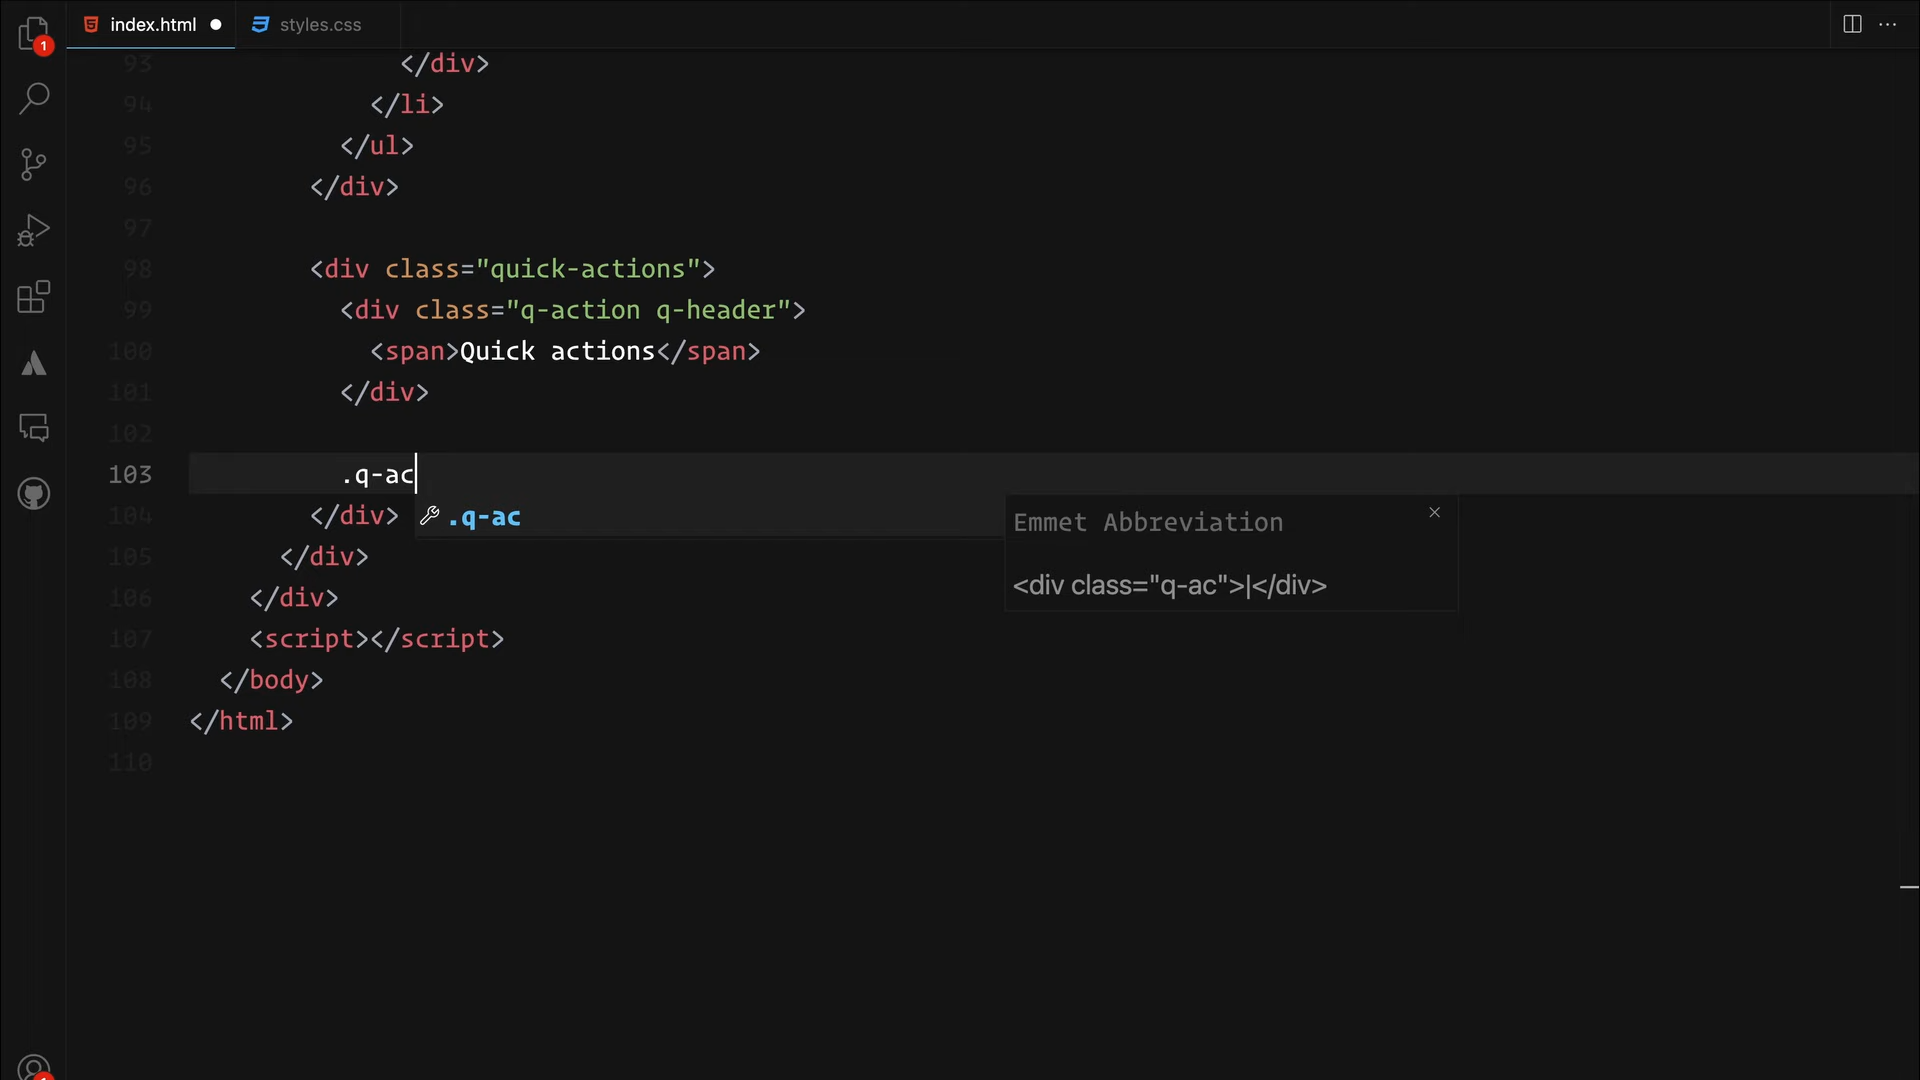 index.html
styles.css
1
93 </div>
94 </li>
95 </ul>
96 </div>
97
98 <div class="quick-actions">
99 <div class="q-action q-header">
100 <span>Quick actions</span>
101 </div>
102
103 .q-ac
104 </div>
.q-ac
Emmet Abbreviation
<div class="q-ac">|</div>
105 </div>
106 </div>
107 <script></script>
108 </body>
109 </html>
110